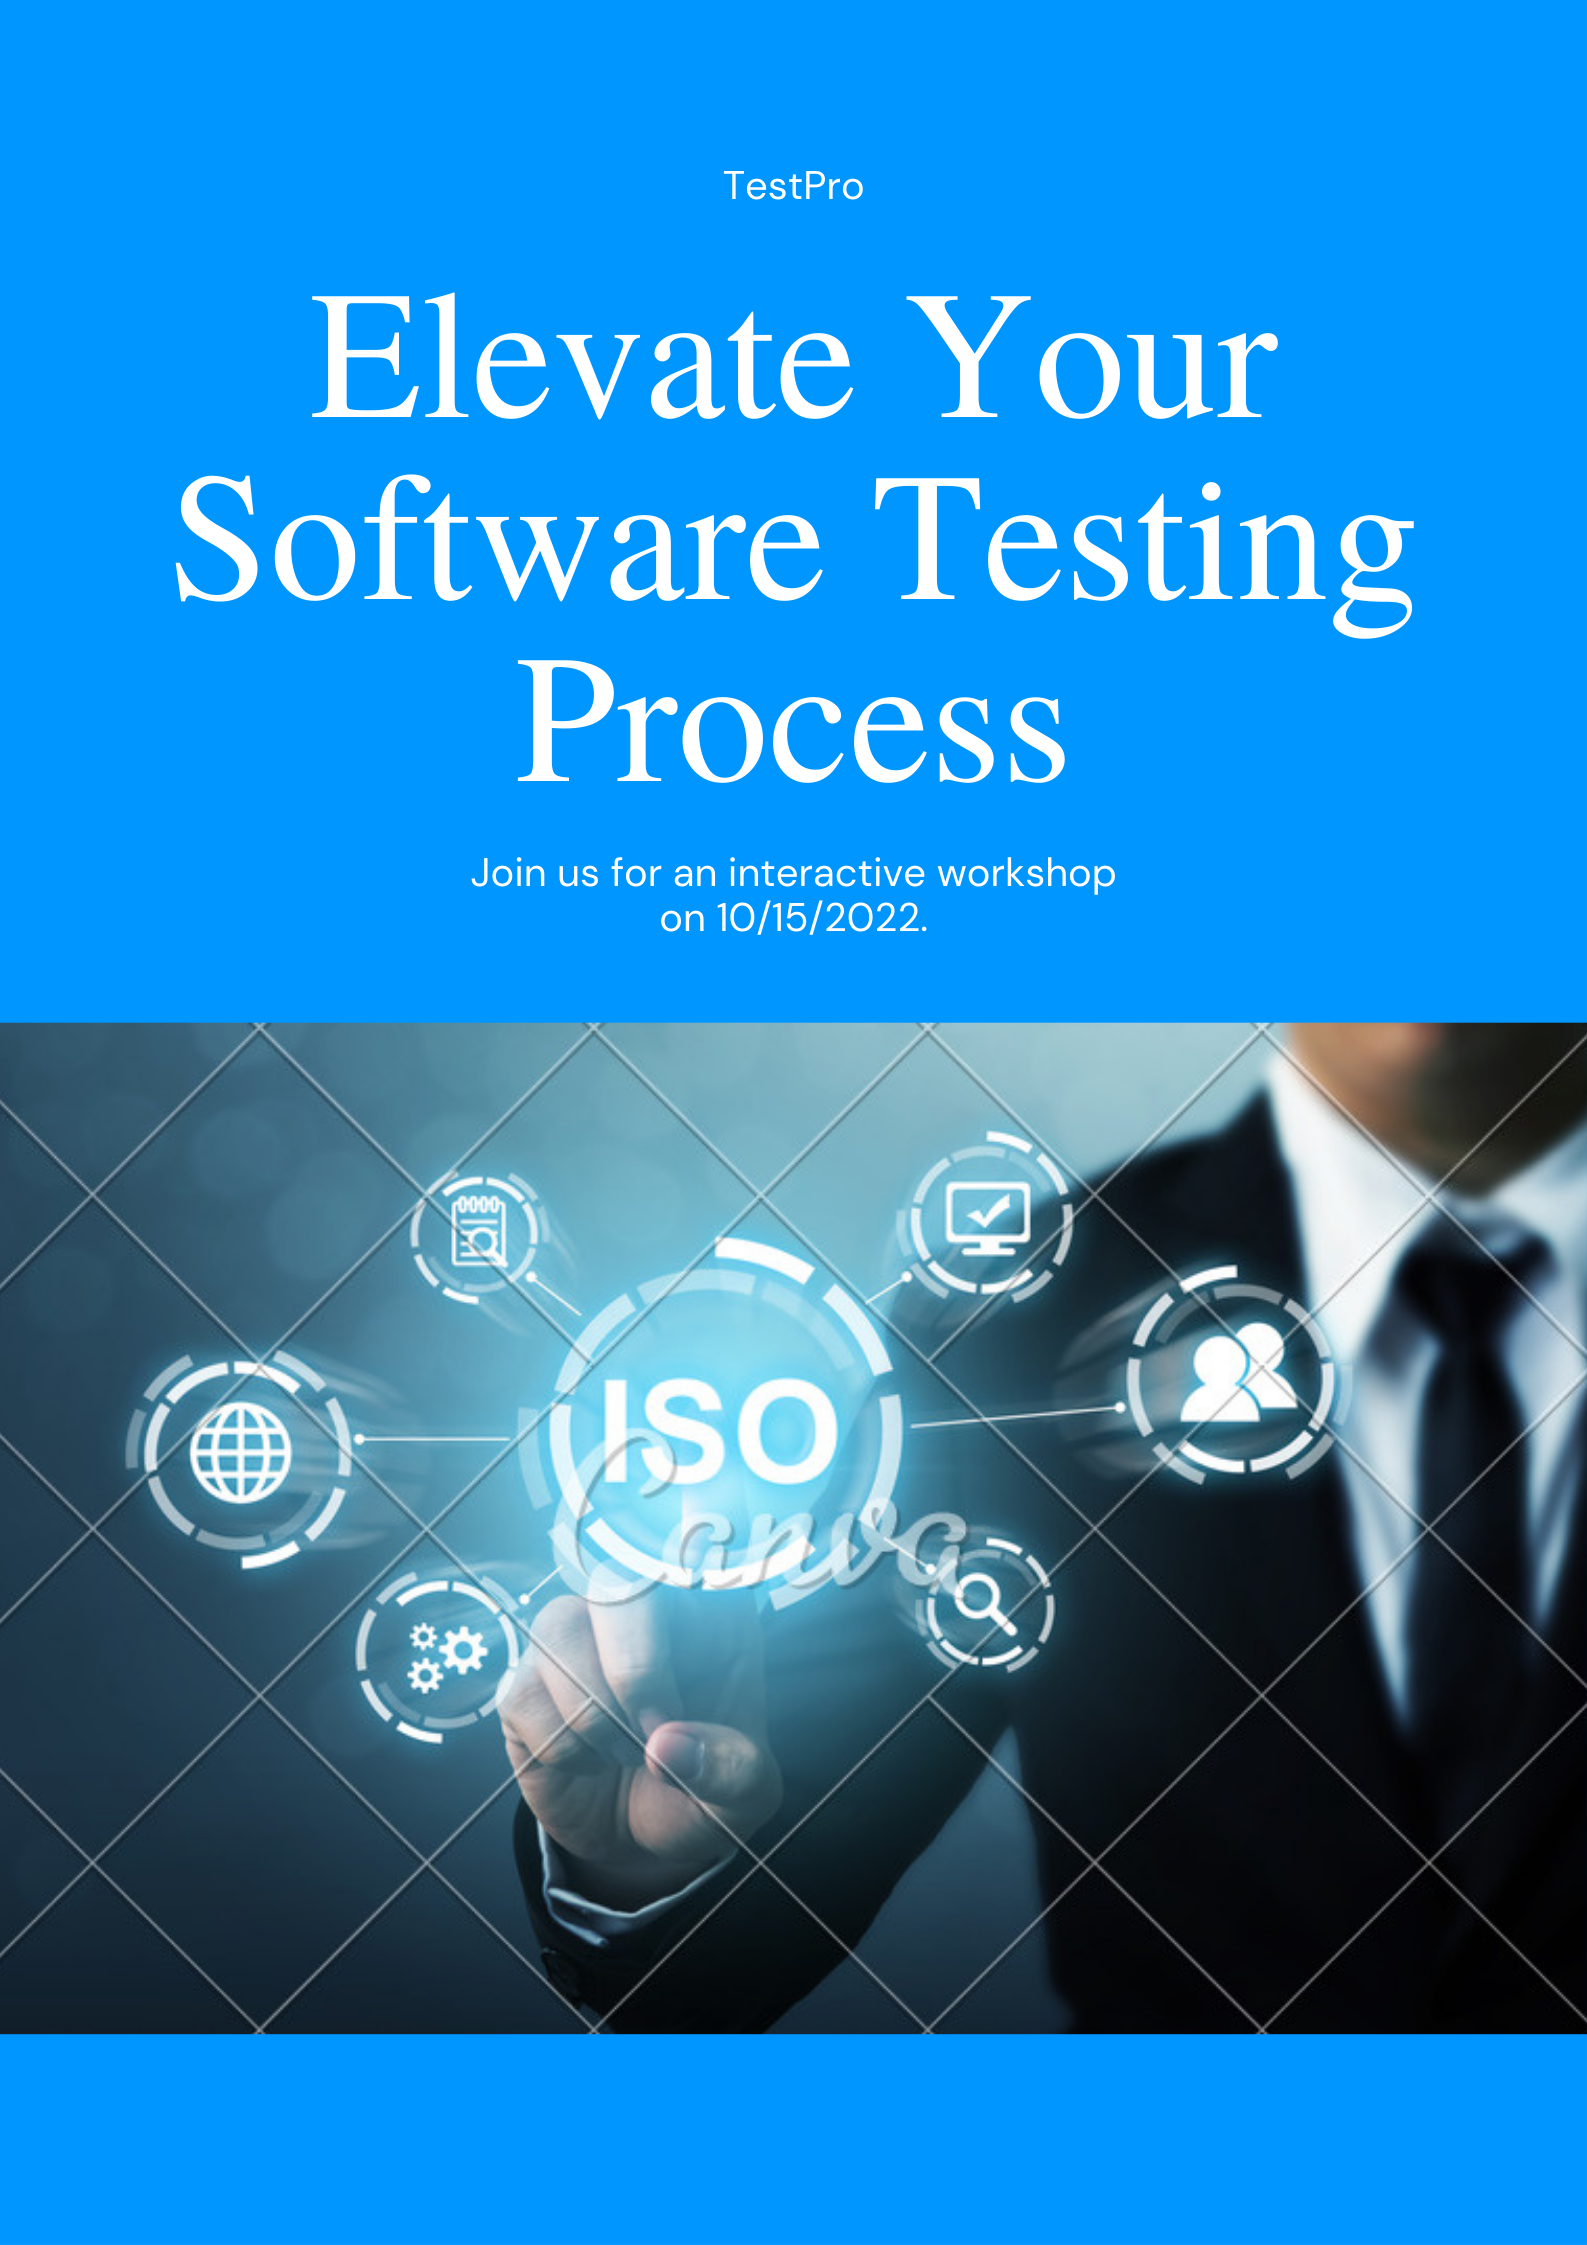 TestPro
Elevate Your
Software Testing
Process
Join us for an interactive workshop
on 10/15/2022.
ISO
Canva